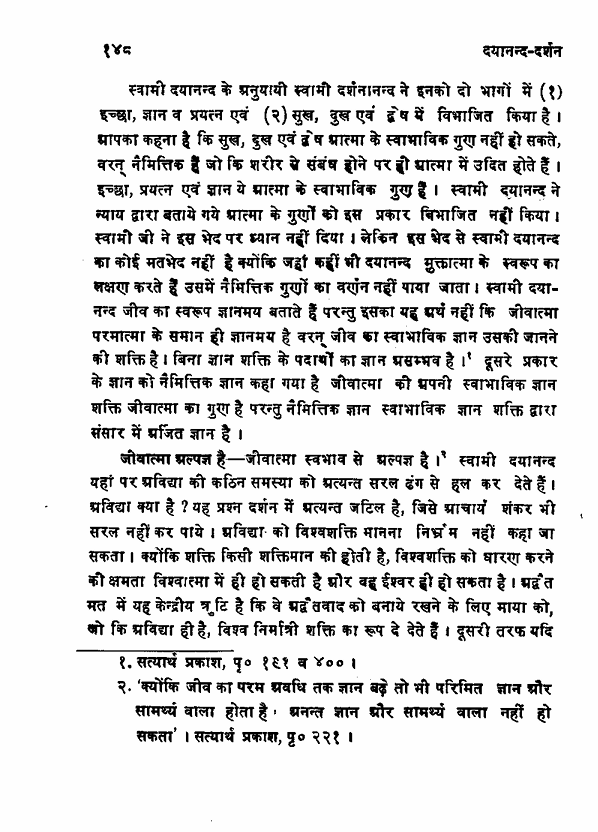 १४८ दयानन्द-दर्शन
स्वामी दयानन्द के अनुयायी स्वामी दर्शनानन्द ने इनको दो भागों में (१)
इच्छा, ज्ञान व प्रयत्न एवं (२) सुख, दुख एवं द्वेष में विभाजित किया है।
आपका कहना है कि सुख, दुख एवं द्वेष आत्मा के स्वाभाविक गुण नहीं हो सकते,
वरन् नैमित्तिक हैं जो कि शरीर से संबंध होने पर ही आत्मा में उदित होते हैं।
इच्छा, प्रयत्न एवं ज्ञान ये आत्मा के स्वाभाविक गुण हैं। स्वामी दयानन्द ने
न्याय द्वारा बताये गये आत्मा के गुणों को इस प्रकार विभाजित नहीं किया।
स्वामी जी ने इस भेद पर ध्यान नहीं दिया। लेकिन इस भेद से स्वामी दयानन्द
का कोई मतभेद नहीं है क्योंकि जहाँ कहीं भी दयानन्द मुक्तात्मा के स्वरूप का
लक्षण करते हैं उसमें नैमित्तिक गुणों का वर्णन नहीं पाया जाता। स्वामी दया-
नन्द जीव का स्वरूप ज्ञानमय बताते हैं परन्तु इसका यह अर्थ नहीं कि जीवात्मा
परमात्मा के समान ही ज्ञानमय है वरन् जीव का स्वाभाविक ज्ञान उसकी जानने
की शक्ति है। बिना ज्ञान शक्ति के पदार्थों का ज्ञान असम्भव है।¹ दूसरे प्रकार
के ज्ञान को नैमित्तिक ज्ञान कहा गया है जीवात्मा की अपनी स्वाभाविक ज्ञान
शक्ति जीवात्मा का गुण है परन्तु नैमित्तिक ज्ञान स्वाभाविक ज्ञान शक्ति द्वारा
संसार में अर्जित ज्ञान है।
जीवात्मा अल्पज्ञ है—जीवात्मा स्वभाव से अल्पज्ञ है।² स्वामी दयानन्द
यहां पर अविद्या की कठिन समस्या को अत्यन्त सरल ढंग से हल कर देते हैं।
अविद्या क्या है? यह प्रश्न दर्शन में अत्यन्त जटिल है, जिसे आचार्य शंकर भी
सरल नहीं कर पाये। अविद्या को विश्वशक्ति मानना निर्भ्रम नहीं कहा जा
सकता। क्योंकि शक्ति किसी शक्तिमान की होती है, विश्वशक्ति को धारण करने
की क्षमता विश्वात्मा में ही हो सकती है और वह ईश्वर ही हो सकता है। अद्वैत
मत में यह केन्द्रीय त्रुटि है कि वे अद्वैतवाद को बनाये रखने के लिए माया को,
जो कि अविद्या ही है, विश्व निर्मात्री शक्ति का रूप दे देते हैं। दूसरी तरफ यदि
१. सत्यार्थ प्रकाश, पृ० १९१ व ४००।
२. 'क्योंकि जीव का परम अवधि तक ज्ञान बढ़े तो भी परिमित ज्ञान और
सामर्थ्य वाला होता है। अनन्त ज्ञान और सामर्थ्य वाला नहीं हो
सकता'। सत्यार्थ प्रकाश, पृ० २२१।